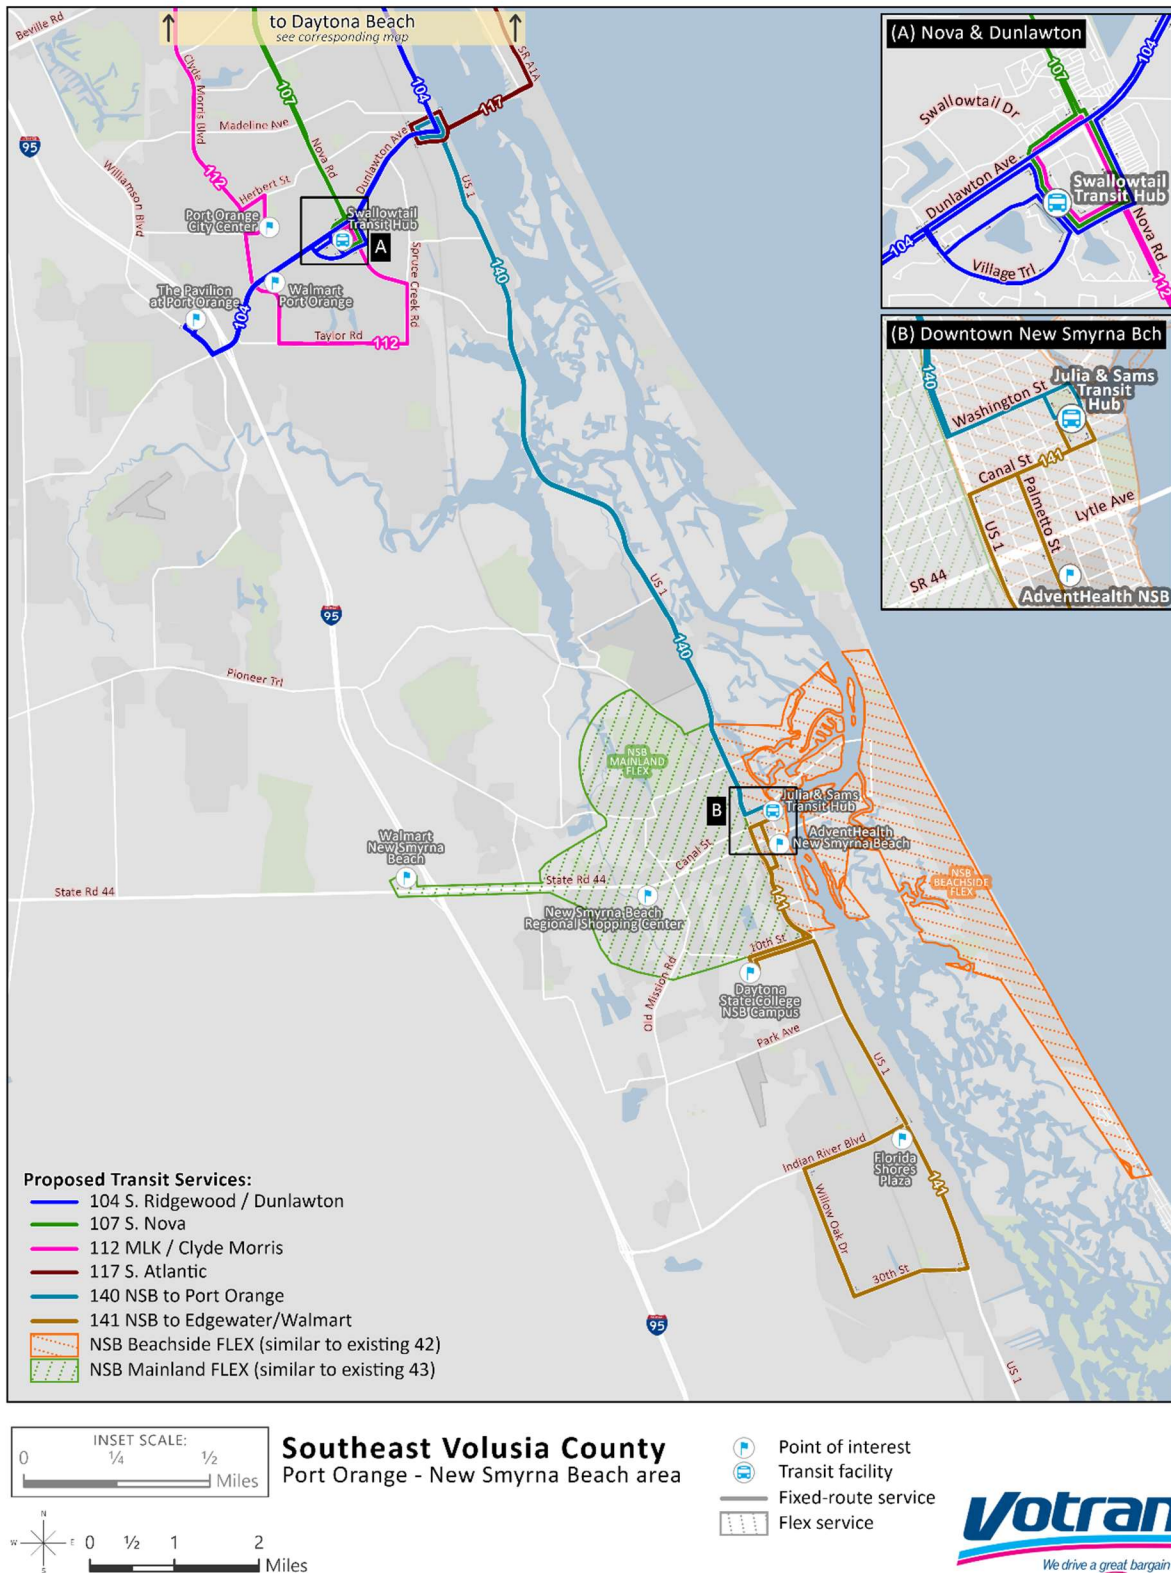 to Daytona Beach
see corresponding map
Beville Rd
Clyde Morris Blvd
107
104
SR A1A
117
Madeline Ave
Nova Rd
Dunlawton Ave
95
Williamson Blvd
112
Herbert St
US 1
Port Orange
City Center
Swallowtail
Transit Hub
A
Spruce Creek Rd
140
The Pavilion
at Port Orange
104
Walmart
Port Orange
Taylor Rd
112
(A) Nova & Dunlawton
107
104
Swallowtail Dr
Dunlawton Ave
Swallowtail
Transit Hub
104
Village Trl
Nova Rd
112
(B) Downtown New Smyrna Bch
140
Julia & Sams
Transit
Hub
Washington St
Canal St
141
Palmetto St
Lytle Ave
US 1
SR 44
AdventHealth NSB
US 1
95
140
Pioneer Trl
NSB
MAINLAND
FLEX
Julia & Sams
Transit Hub
B
AdventHealth
New Smyrna Beach
Walmart
New Smyrna
Beach
Canal St
State Rd 44
State Rd 44
NSB
BEACHSIDE
FLEX
New Smyrna Beach
Regional Shopping Center
141
10th St
Old Mission Rd
Daytona
State College
NSB Campus
Park Ave
US 1
Indian River Blvd
Florida
Shores
Plaza
141
Willow Oak Dr
30th St
95
US 1
Proposed Transit Services:
104 S. Ridgewood / Dunlawton
107 S. Nova
112 MLK / Clyde Morris
117 S. Atlantic
140 NSB to Port Orange
141 NSB to Edgewater/Walmart
NSB Beachside FLEX (similar to existing 42)
NSB Mainland FLEX (similar to existing 43)
INSET SCALE:
0 ¼ ½
Miles
N
W E
S
0 ½ 1 2
Miles
Southeast Volusia County
Port Orange - New Smyrna Beach area
Point of interest
Transit facility
Fixed-route service
Flex service
Votran
We drive a great bargain